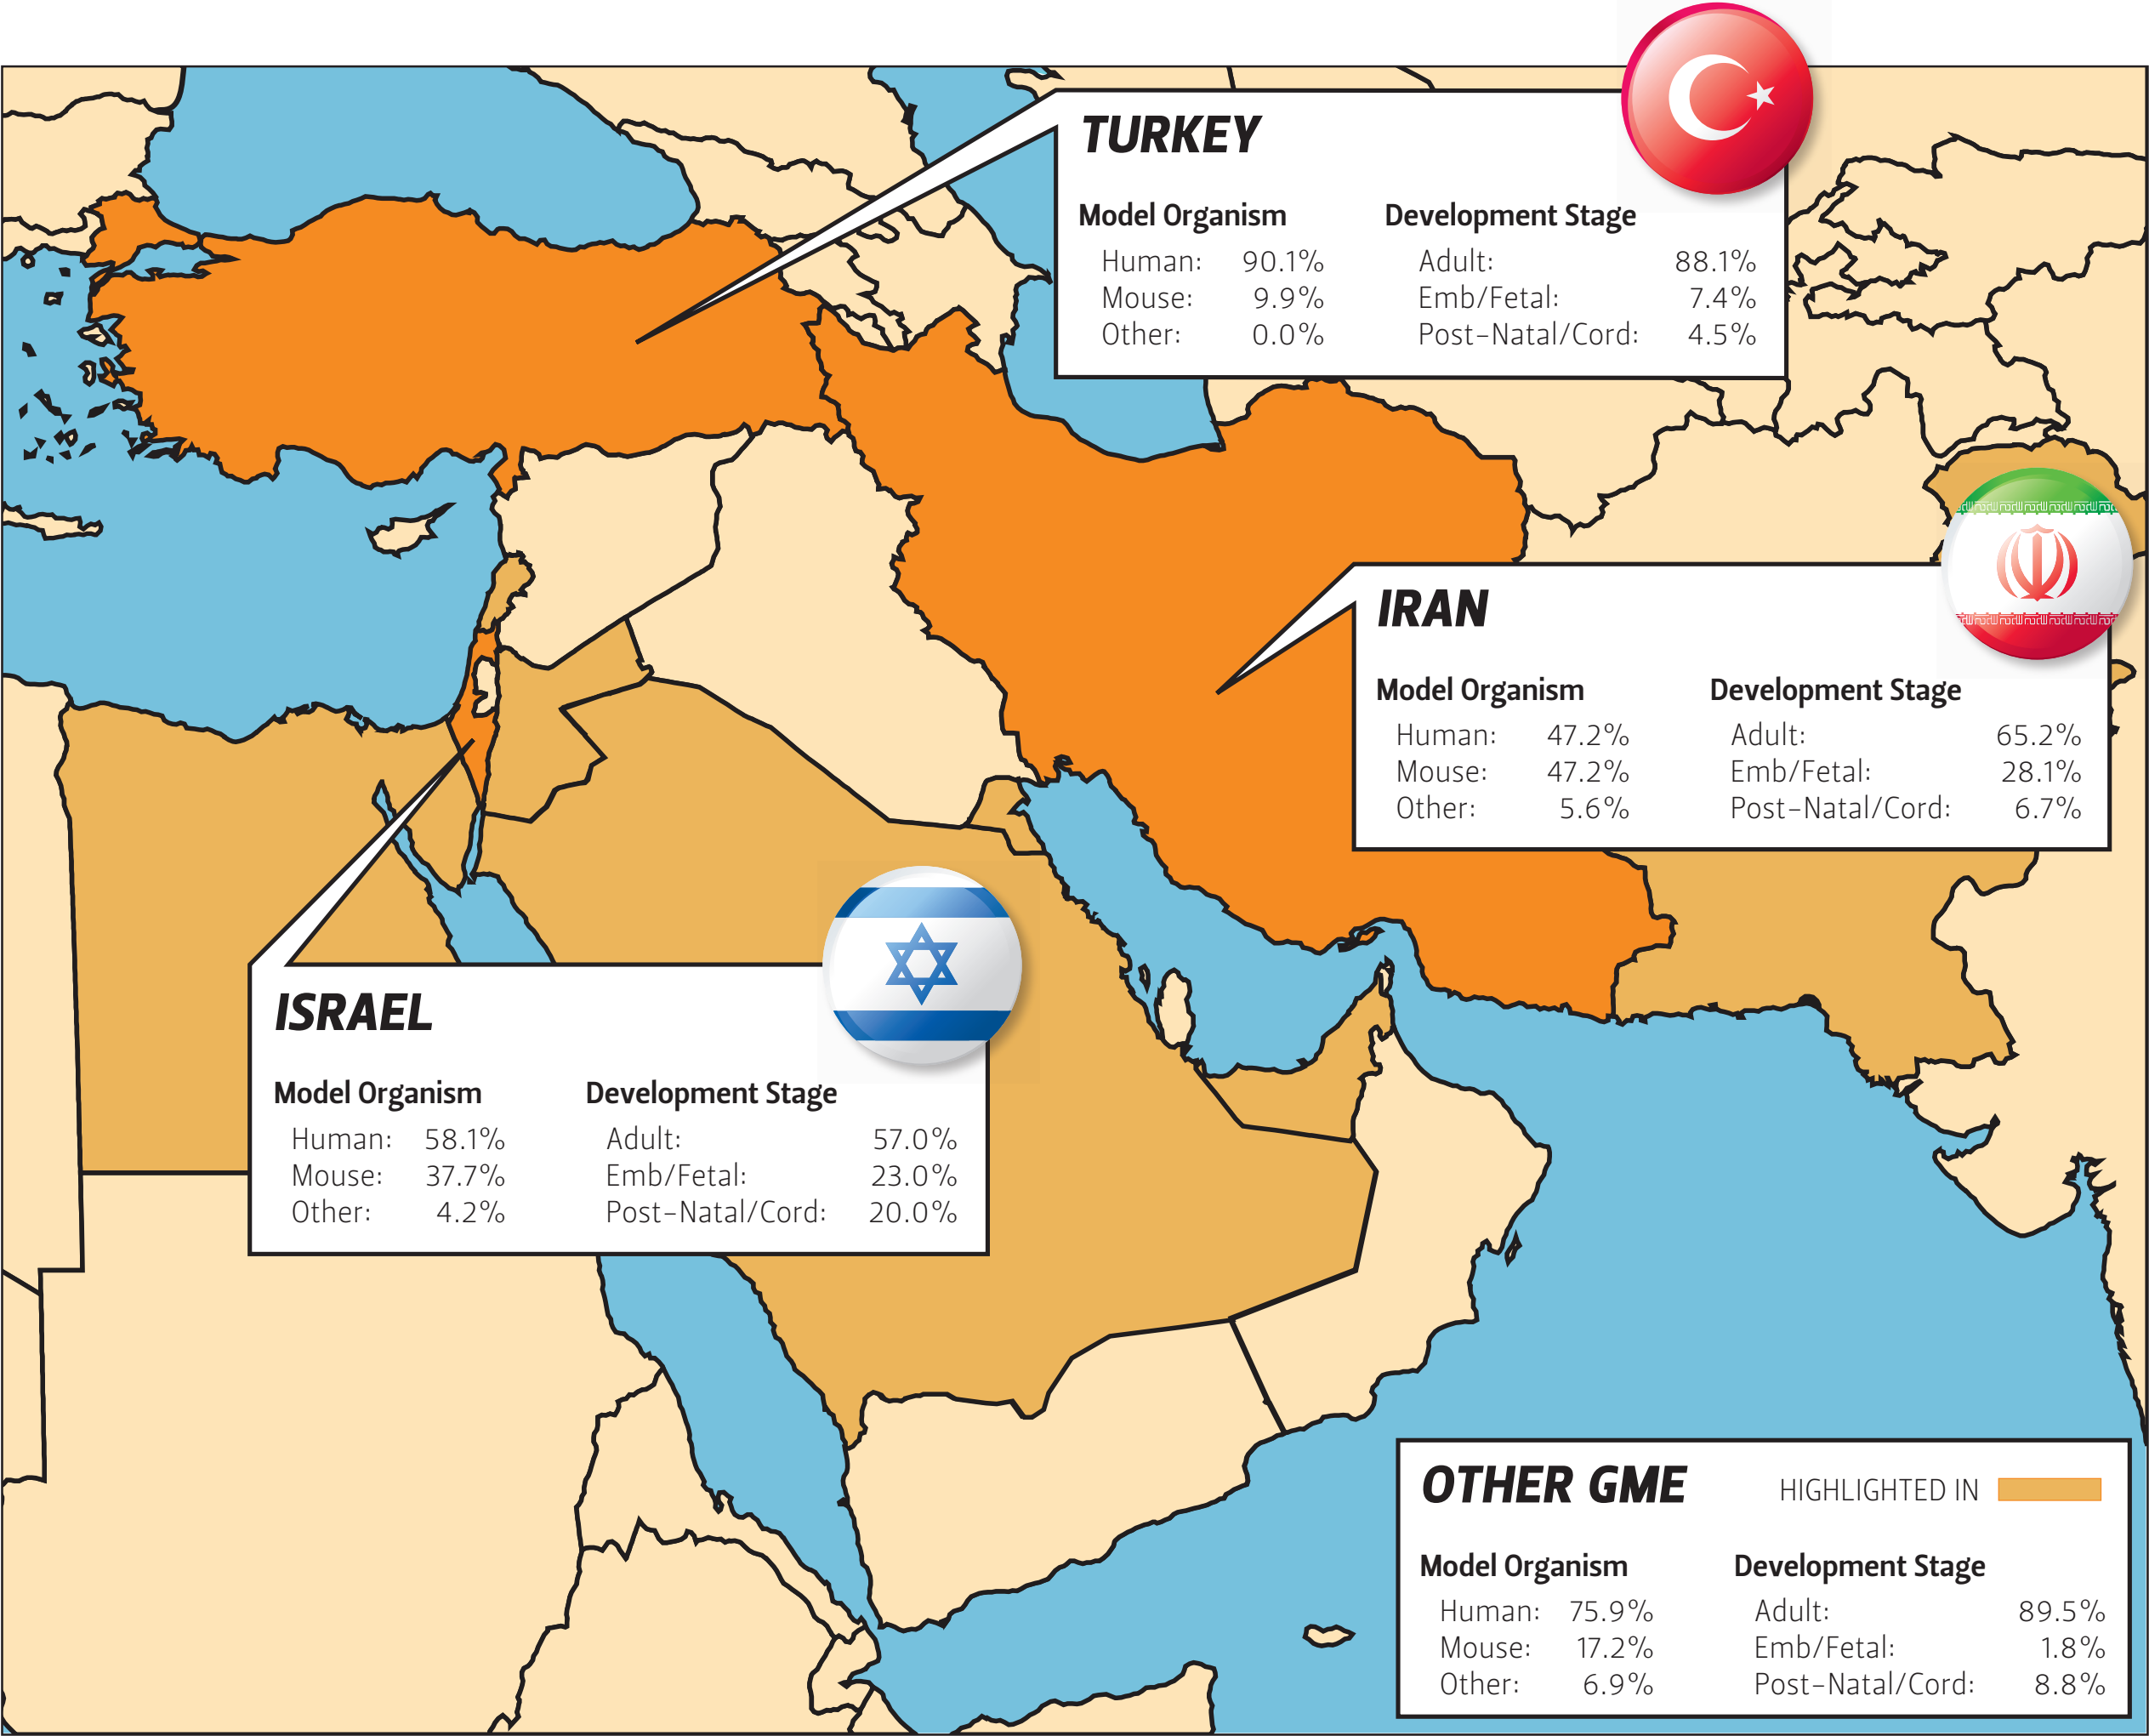 TURKEY
Model Organism Development Stage
Human: 90.1% Adult: 88.1%
Mouse: 9.9% Emb/Fetal: 7.4%
Other: 0.0% Post-Natal/Cord: 4.5%
IRAN
Model Organism Development Stage
Human: 47.2% Adult: 65.2%
Mouse: 47.2% Emb/Fetal: 28.1%
Other: 5.6% Post-Natal/Cord: 6.7%
ISRAEL
Model Organism Development Stage
Human: 58.1% Adult: 57.0%
Mouse: 37.7% Emb/Fetal: 23.0%
Other: 4.2% Post-Natal/Cord: 20.0%
OTHER GME HIGHLIGHTED IN
Model Organism Development Stage
Human: 75.9% Adult: 89.5%
Mouse: 17.2% Emb/Fetal: 1.8%
Other: 6.9% Post-Natal/Cord: 8.8%